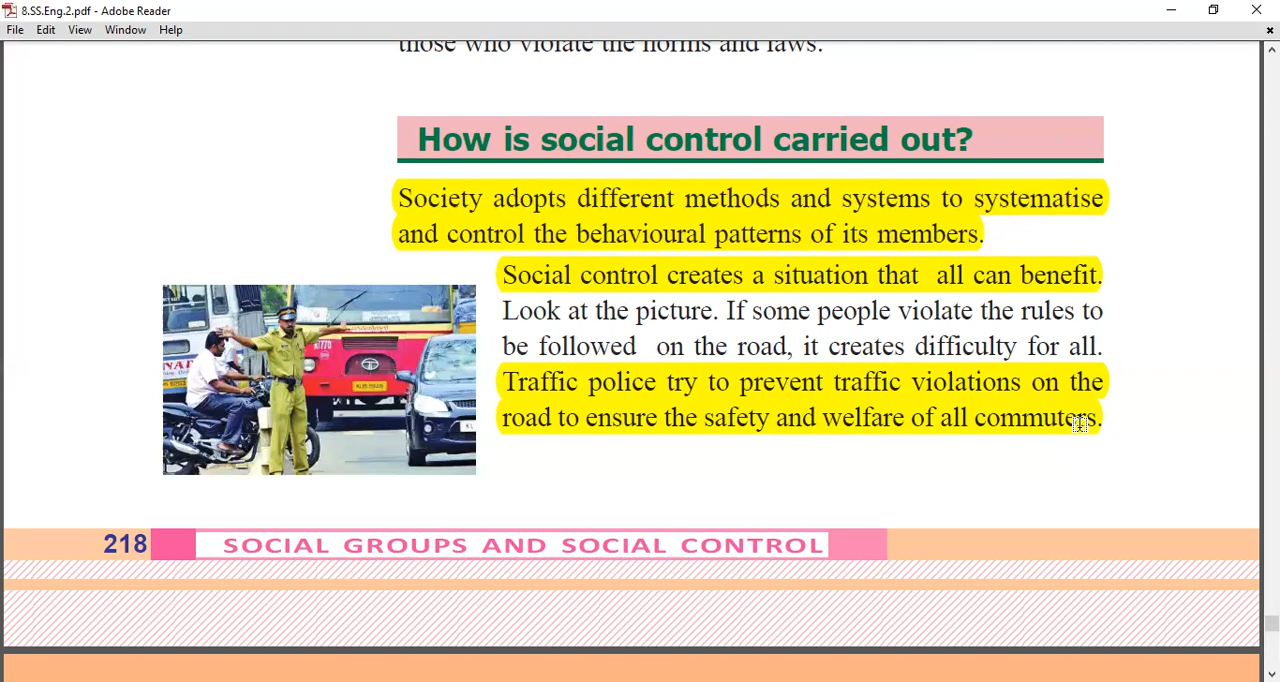 8.SS.Eng.2.pdf - Adobe Reader
File Edit View Window Help
those who violate the norms and laws.
How is social control carried out?
Society adopts different methods and systems to systematise
and control the behavioural patterns of its members.
Social control creates a situation that all can benefit.
Look at the picture. If some people violate the rules to
be followed on the road, it creates difficulty for all.
Traffic police try to prevent traffic violations on the
road to ensure the safety and welfare of all commuters.
218 SOCIAL GROUPS AND SOCIAL CONTROL